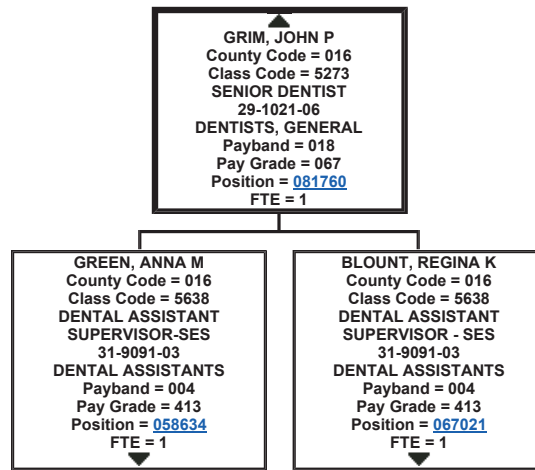 GRIM, JOHN P
County Code = 016
Class Code = 5273
SENIOR DENTIST
29-1021-06
DENTISTS, GENERAL
Payband = 018
Pay Grade = 067
Position = 081760
FTE = 1
GREEN, ANNA M
County Code = 016
Class Code = 5638
DENTAL ASSISTANT
SUPERVISOR-SES
31-9091-03
DENTAL ASSISTANTS
Payband = 004
Pay Grade = 413
Position = 058634
FTE = 1
BLOUNT, REGINA K
County Code = 016
Class Code = 5638
DENTAL ASSISTANT
SUPERVISOR - SES
31-9091-03
DENTAL ASSISTANTS
Payband = 004
Pay Grade = 413
Position = 067021
FTE = 1